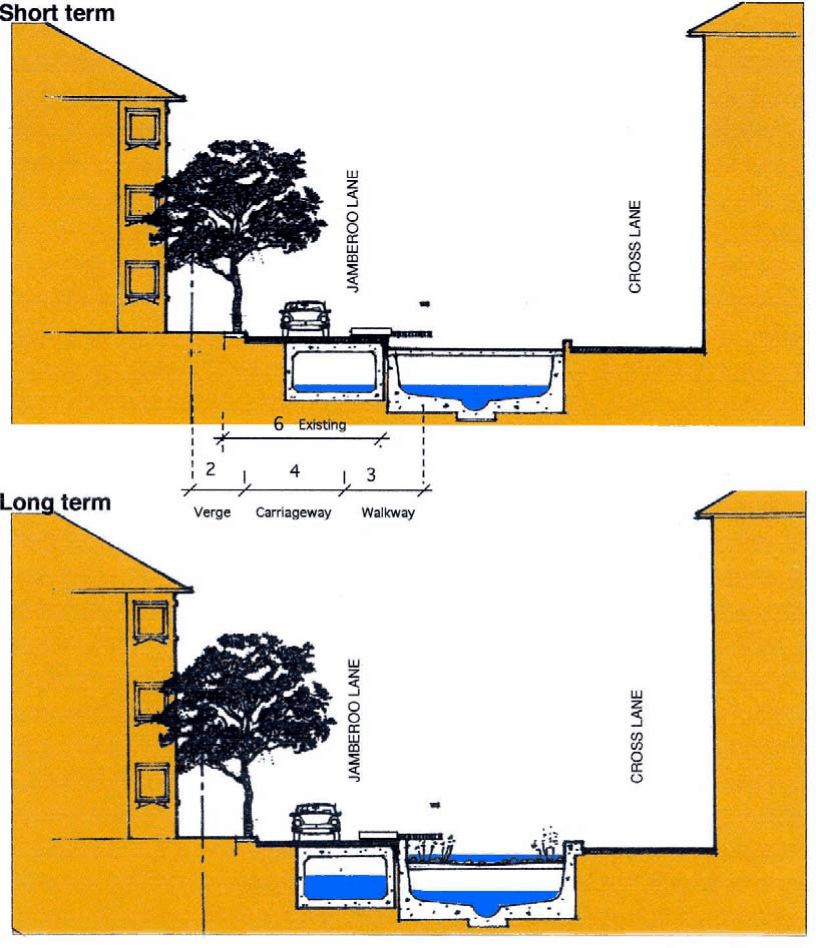 Short term
JAMBEROO LANE
CROSS LANE
6 Existing
2 4 3
Verge Carriageway Walkway
Long term
JAMBEROO LANE
CROSS LANE